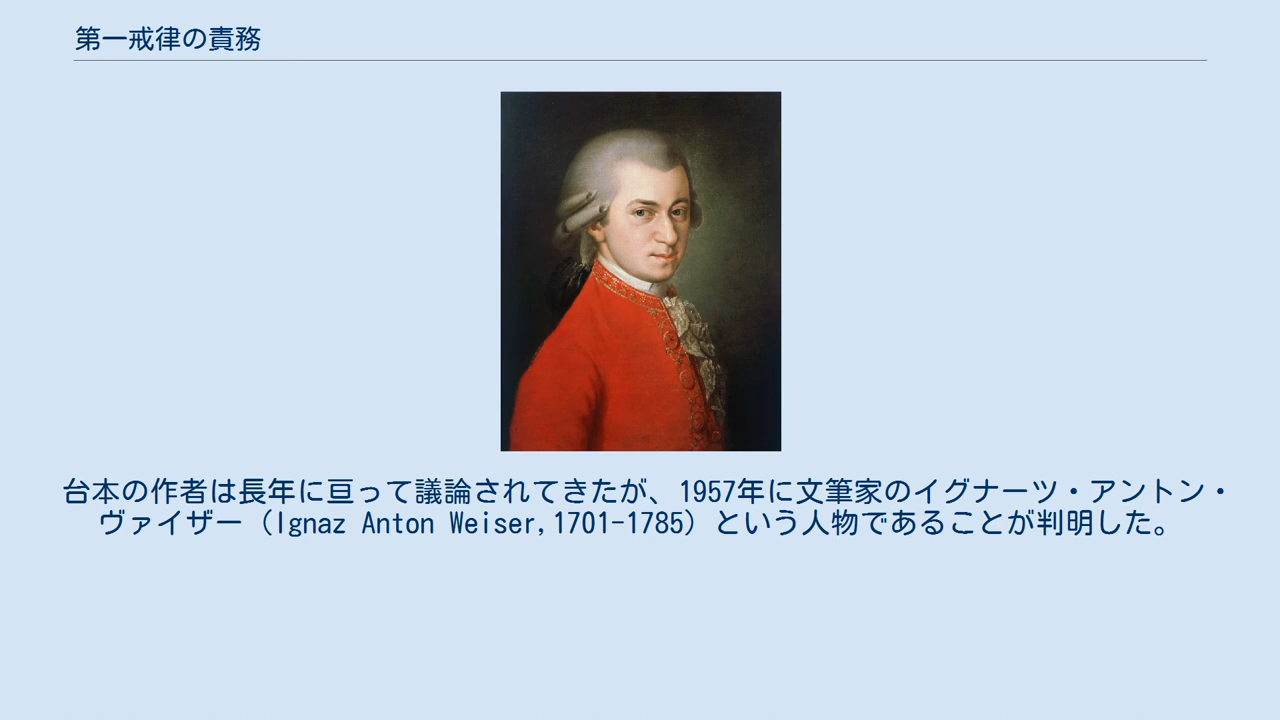 第一戒律の責務
台本の作者は長年に亘って議論されてきたが、1957年に文筆家のイグナーツ・アントン・
ヴァイザー（Ignaz Anton Weiser,1701-1785）という人物であることが判明した。